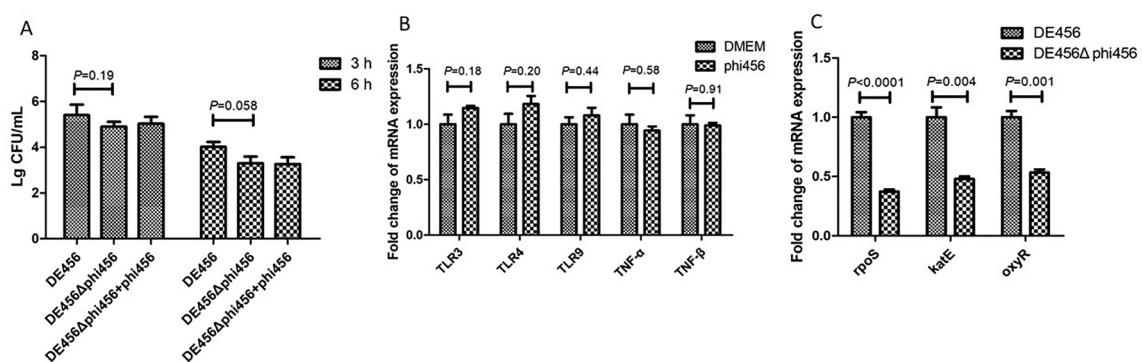 A
Lg CFU/mL
8
6
4
2
0
P=0.19
P=0.058
3 h
6 h
DE456
DE456Δphi456
DE456Δphi456+phi456
DE456
DE456Δphi456
DE456Δphi456+phi456
B
Fold change of mRNA expression
1.5
1.0
0.5
0.0
DMEM
phi456
P=0.18
P=0.20
P=0.44
P=0.58
P=0.91
TLR3
TLR4
TLR9
TNF-α
TNF-β
C
Fold change of mRNA expression
1.5
1.0
0.5
0.0
DE456
DE456Δ phi456
P<0.0001
P=0.004
P=0.001
rpoS
katE
oxyR